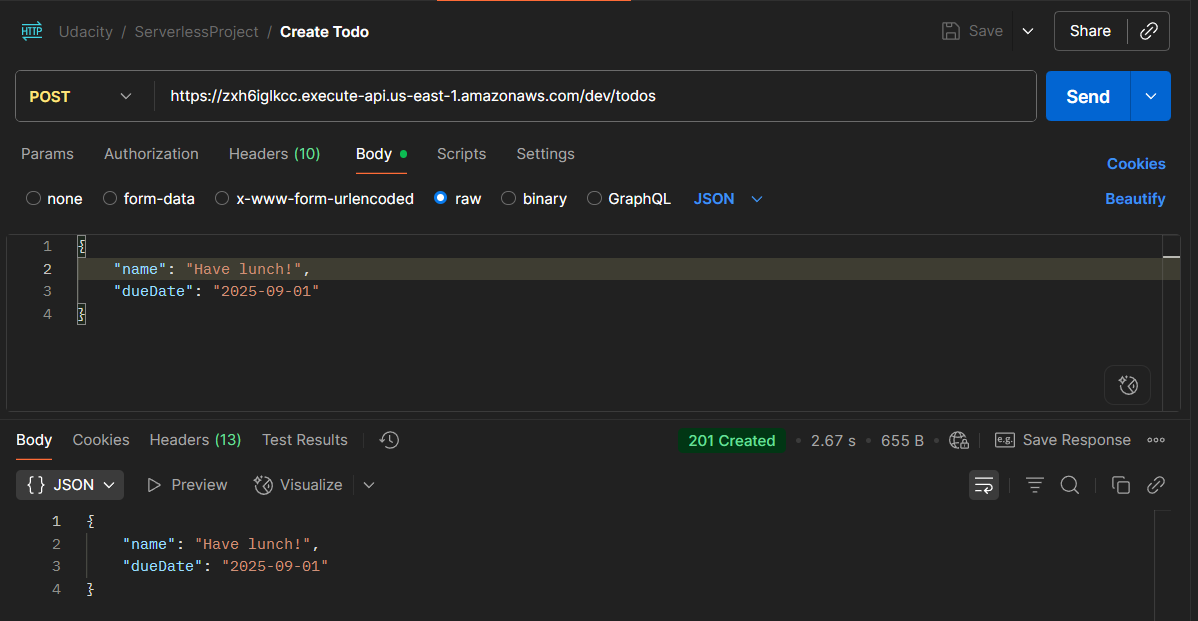 HTTP Udacity / ServerlessProject / Create Todo Save Share
POST https://zxh6iglkcc.execute-api.us-east-1.amazonaws.com/dev/todos Send
Params Authorization Headers (10) Body Scripts Settings Cookies
none form-data x-www-form-urlencoded raw binary GraphQL JSON Beautify
1 {
2 "name": "Have lunch!",
3 "dueDate": "2025-09-01"
4 }
Body Cookies Headers (13) Test Results 201 Created • 2.67 s • 655 B • e.g. Save Response
{} JSON Preview Visualize
1 {
2 "name": "Have lunch!",
3 "dueDate": "2025-09-01"
4 }